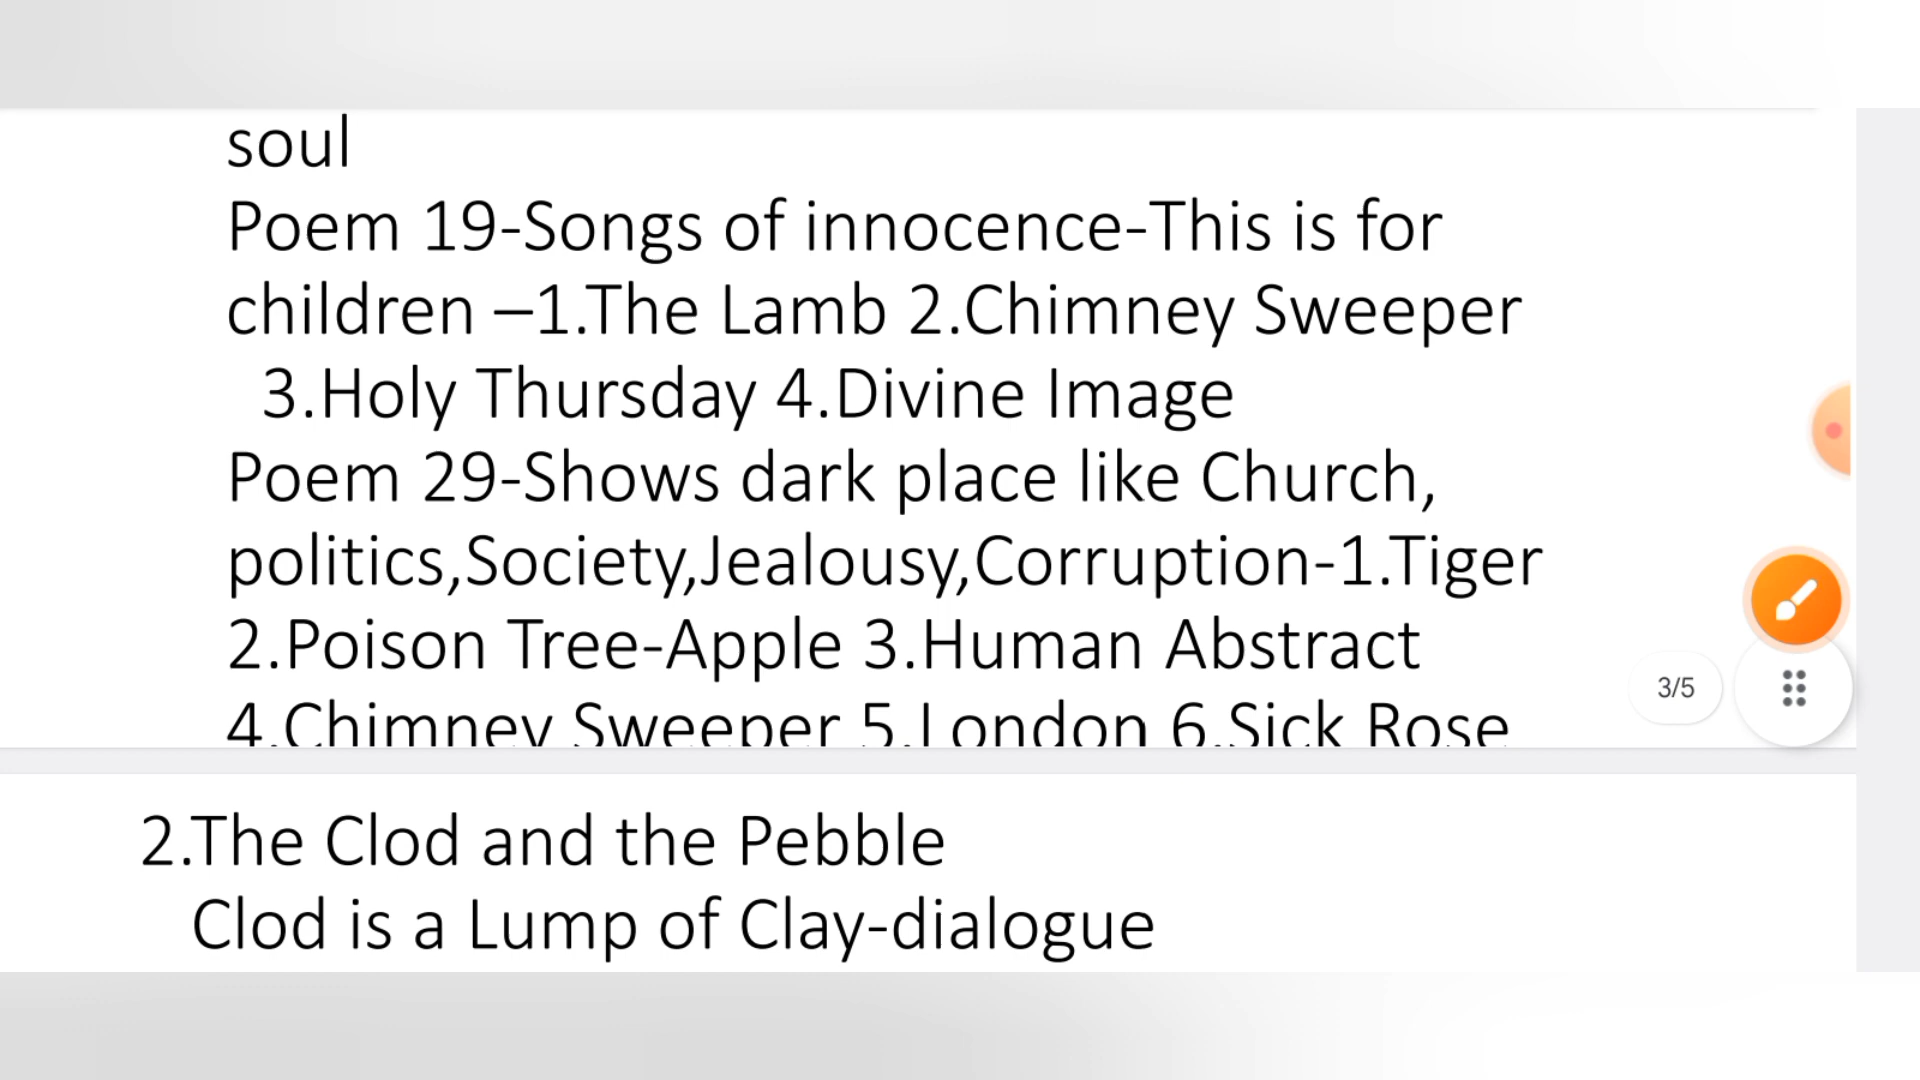 soul
Poem 19-Songs of innocence-This is for
children –1.The Lamb 2.Chimney Sweeper
3.Holy Thursday 4.Divine Image
Poem 29-Shows dark place like Church,
politics,Society,Jealousy,Corruption-1.Tiger
2.Poison Tree-Apple 3.Human Abstract
3/5
4.Chimney Sweeper 5.London 6.Sick Rose
2.The Clod and the Pebble
Clod is a Lump of Clay-dialogue